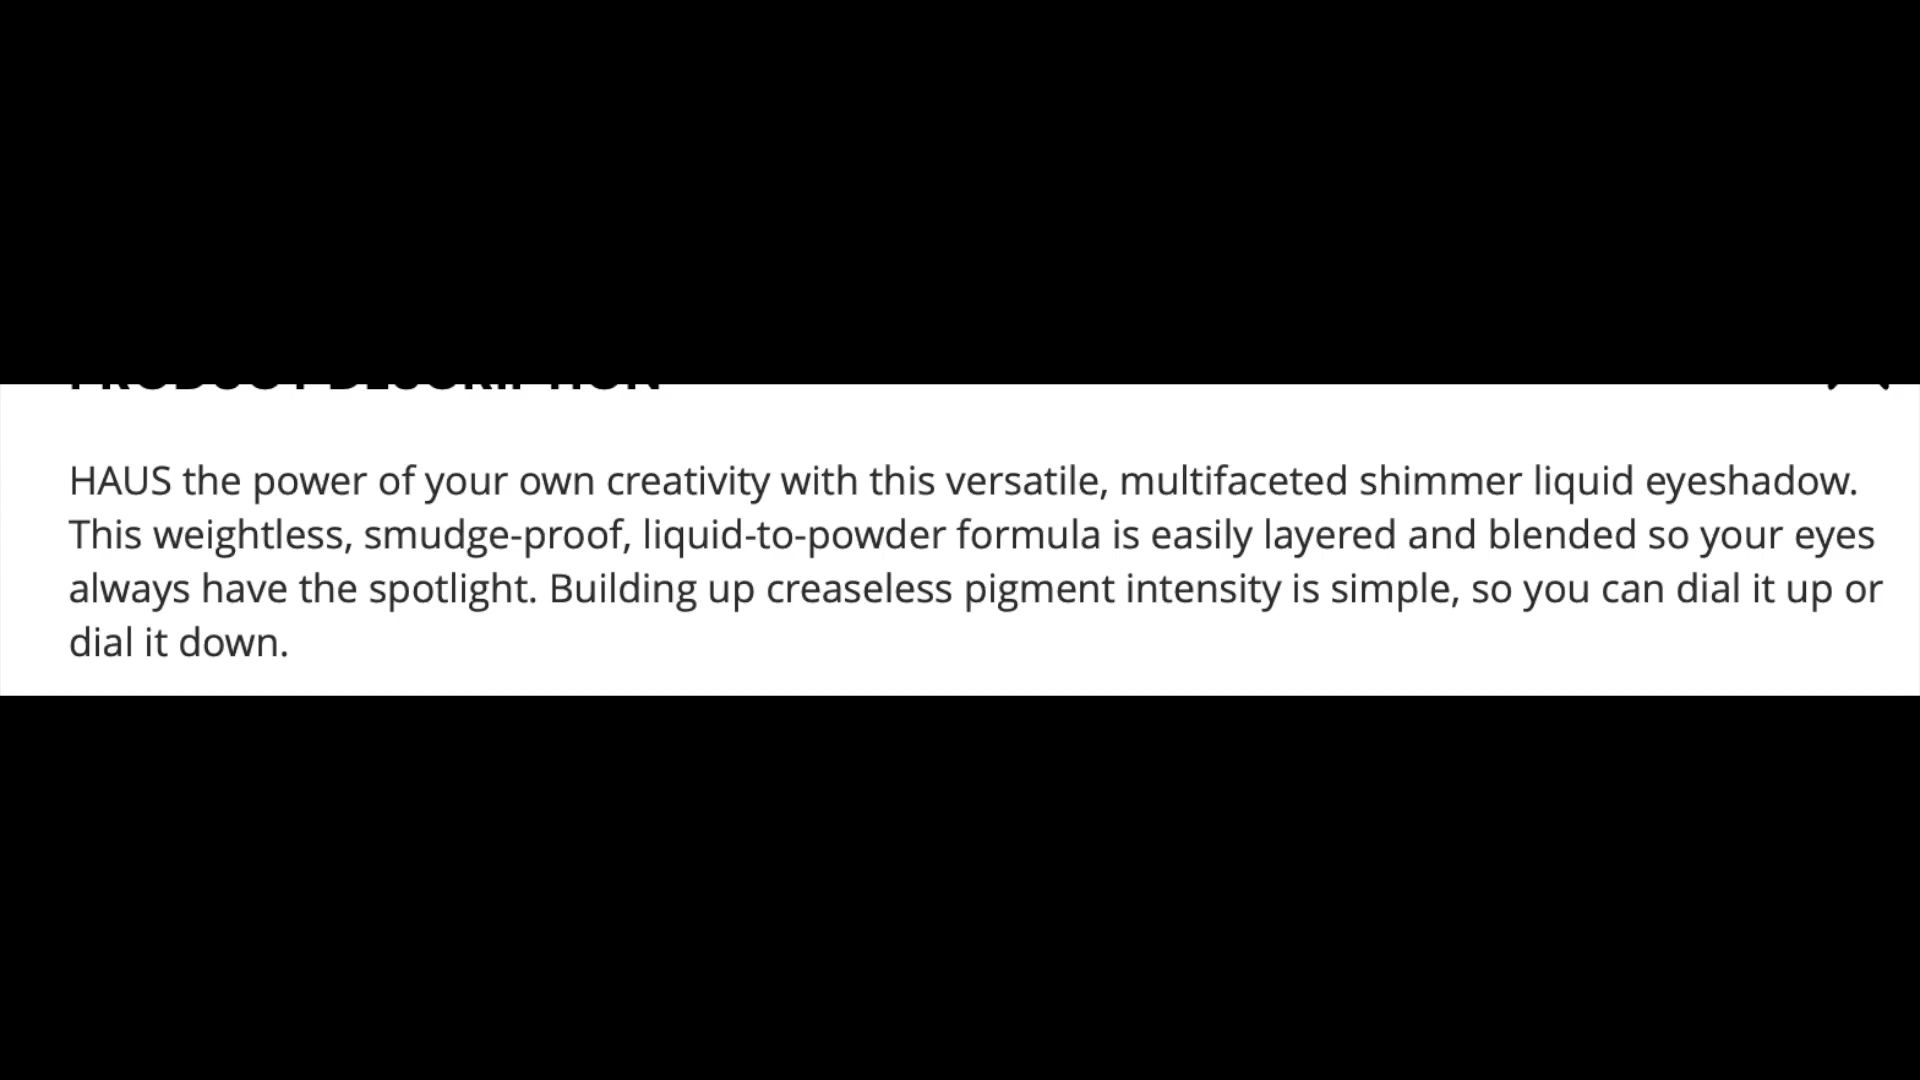 PRODUCT DESCRIPTION
HAUS the power of your own creativity with this versatile, multifaceted shimmer liquid eyeshadow.
This weightless, smudge-proof, liquid-to-powder formula is easily layered and blended so your eyes
always have the spotlight. Building up creaseless pigment intensity is simple, so you can dial it up or
dial it down.